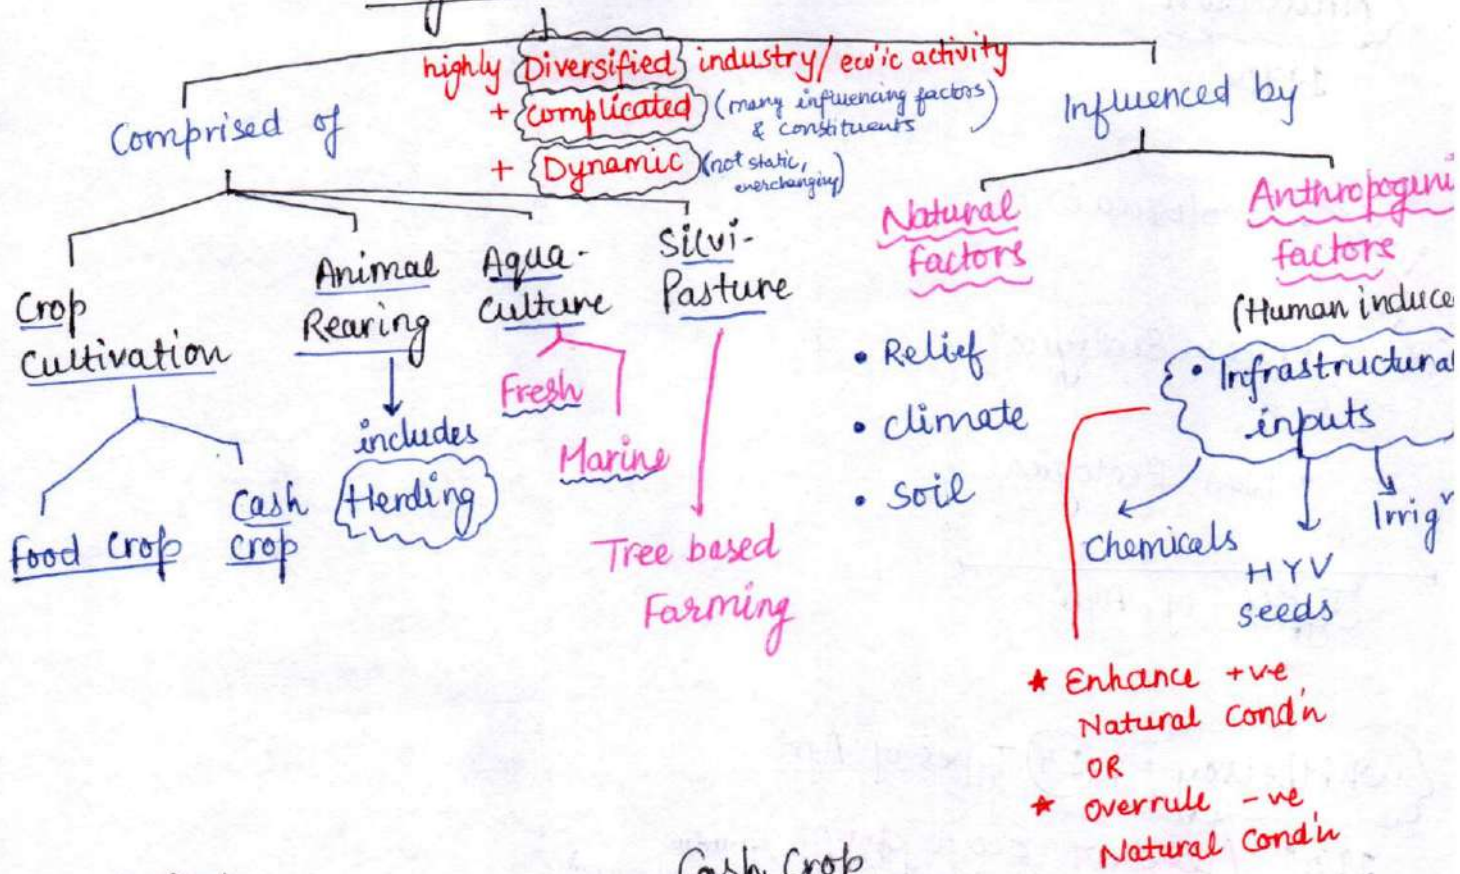 highly Diversified industry/ eco'ic activity
+ Complicated (many influencing factors
& constituents)
+ Dynamic (not static,
everchanging)
Comprised of
Influenced by
Crop
Cultivation
Food Crop
Cash
Crop
Animal
Rearing
includes
Herding
Aqua-
Culture
Fresh
Marine
Silvi-
Pasture
Tree based
Farming
Natural
Factors
• Relief
• Climate
• Soil
Anthropogeni
factors
(Human induce
• Infrastructural
inputs
Chemicals
HYV
seeds
Irrigⁿ
* Enhance +ve
Natural Cond'n
OR
* Overrule -ve
Natural Cond'n
Cash Crop